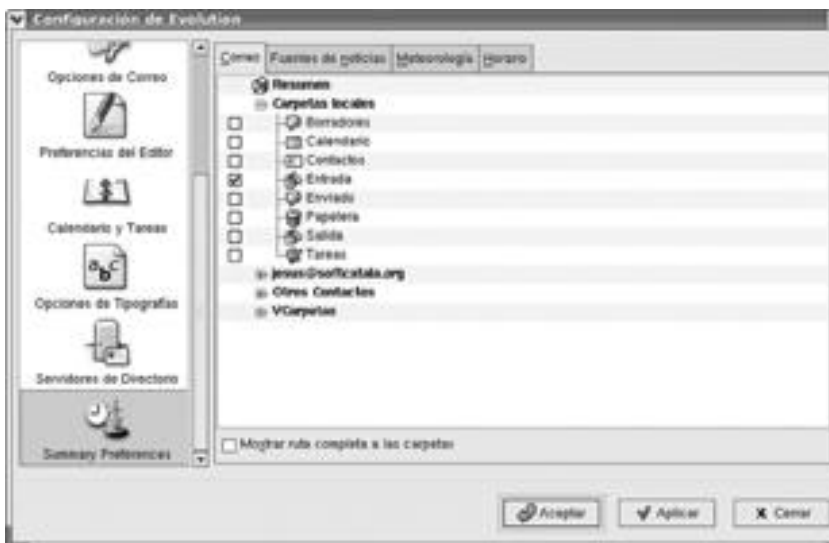 Configuración de Evolution
Opciones de Correo
Preferencias del Editor
Calendario y Tareas
Opciones de Tipografías
Servidores de Directorio
Summary Preferences
Correo
Fuentes de noticias
Meteorología
Horario
Resumen
Carpetas locales
Borradores
Calendario
Contactos
Entrada
Enviado
Papelera
Salida
Tareas
jesus@softcatala.org
Otros Contactos
VCarpetas
Mostrar ruta completa a las carpetas
Aceptar
Aplicar
Cerrar